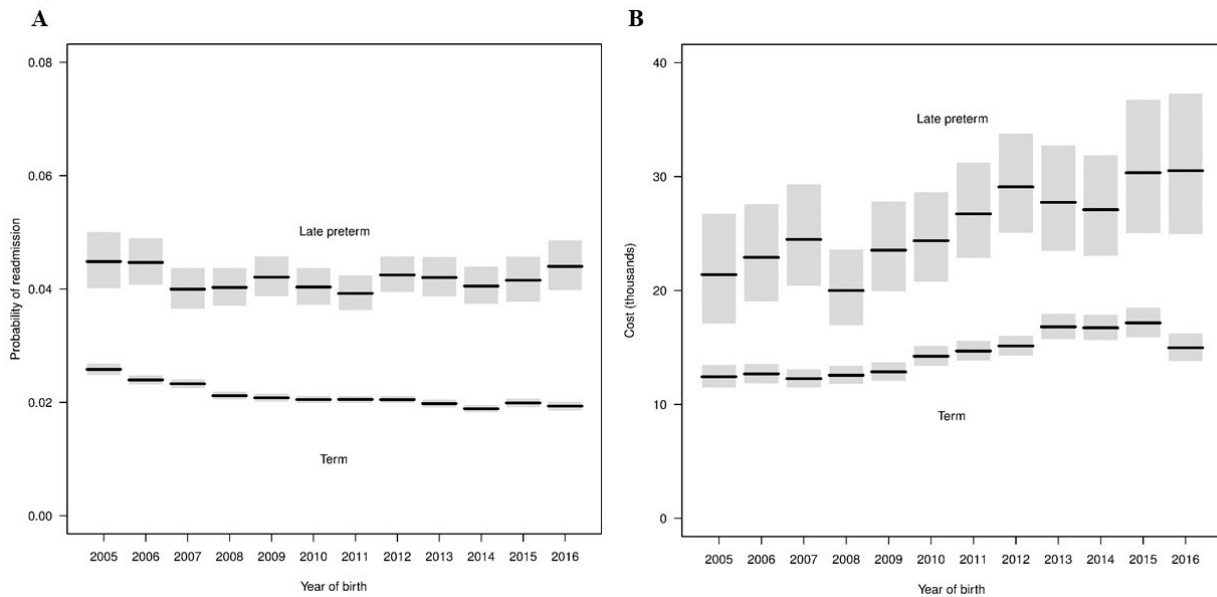 A
0.08
0.06
0.04
0.02
0.00
Probability of readmission
Late preterm
Term
2005 2006 2007 2008 2009 2010 2011 2012 2013 2014 2015 2016
Year of birth
B
40
30
20
10
0
Cost (thousands)
Late preterm
Term
2005 2006 2007 2008 2009 2010 2011 2012 2013 2014 2015 2016
Year of birth